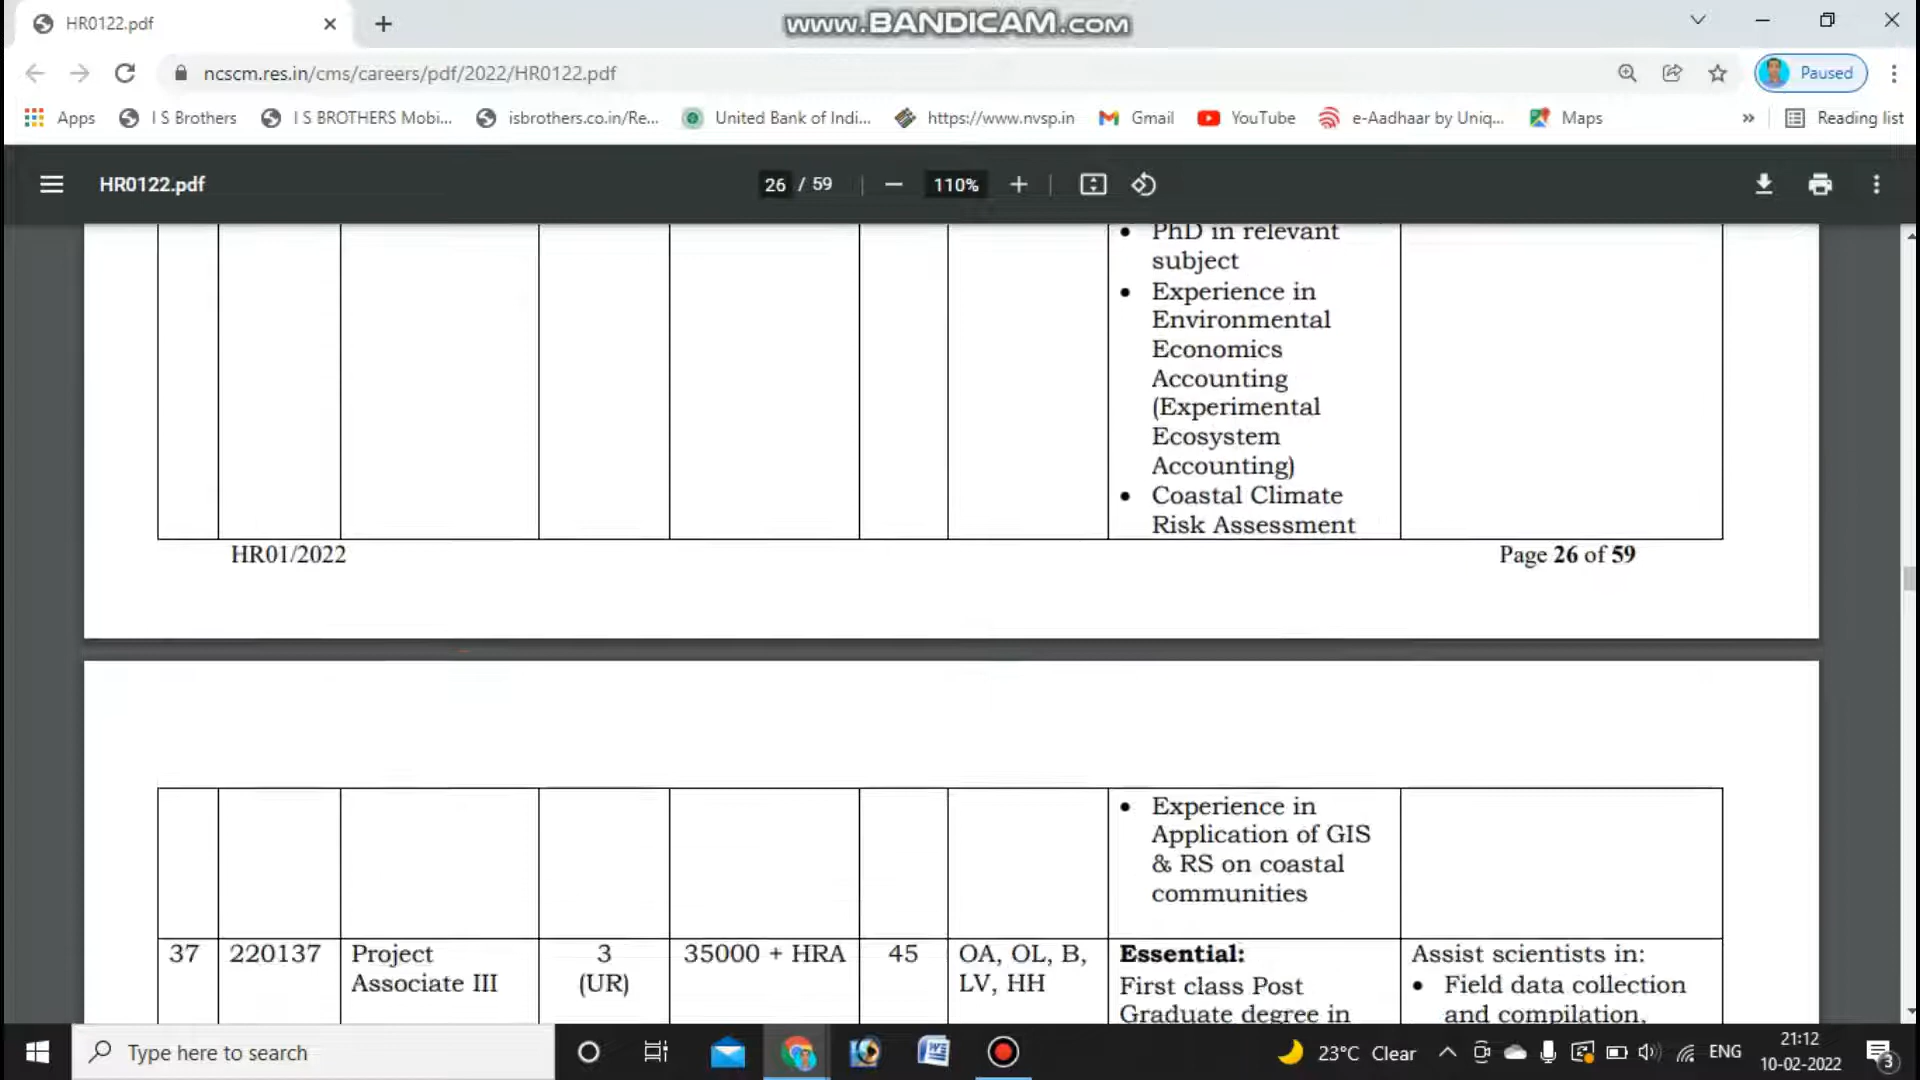 HR0122.pdf
www.BANDICAM.com
ncscm.res.in/cms/careers/pdf/2022/HR0122.pdf
Paused
Apps
I S Brothers
I S BROTHERS Mobi...
isbrothers.co.in/Re...
United Bank of Indi...
https://www.nvsp.in
Gmail
YouTube
e-Aadhaar by Uniq...
Maps
»
Reading list
HR0122.pdf
26 / 59
110%
• PhD in relevant
subject
• Experience in
Environmental
Economics
Accounting
(Experimental
Ecosystem
Accounting)
• Coastal Climate
Risk Assessment
HR01/2022
Page 26 of 59
• Experience in
Application of GIS
& RS on coastal
communities
37
220137
Project
Associate III
3
(UR)
35000 + HRA
45
OA, OL, B,
LV, HH
Essential:
First class Post
Graduate degree in
Assist scientists in:
• Field data collection
and compilation,
Type here to search
23°C Clear
ENG
21:12
10-02-2022
3